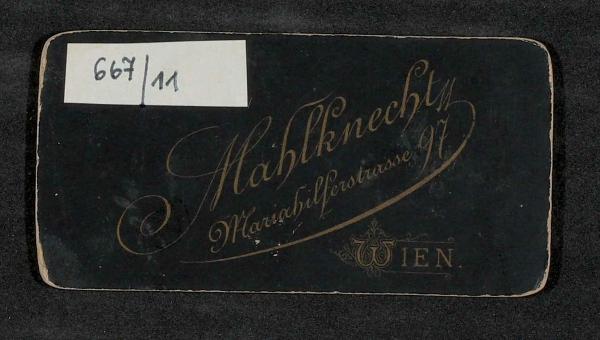 667/11
Mahlknecht
Mariahilferstrasse 97
WIEN.